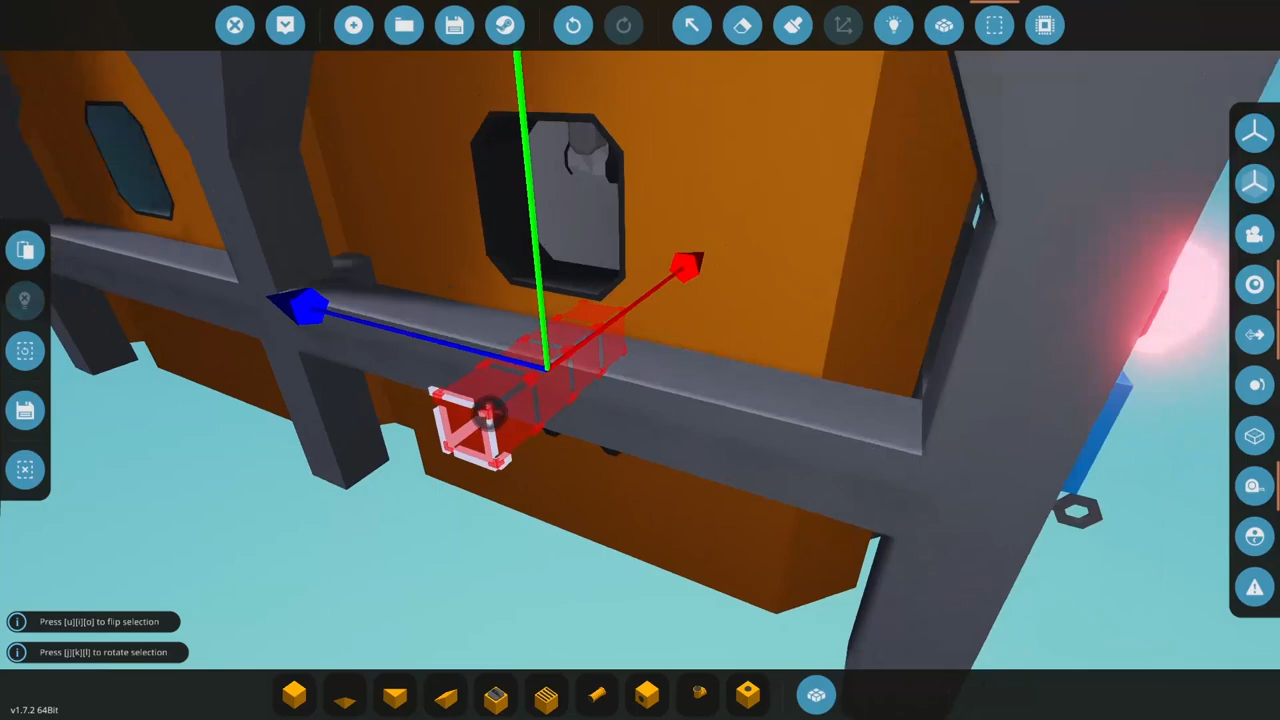 Press [u][i][o] to flip selection
Press [j][k][l] to rotate selection
v1.7.2 64Bit